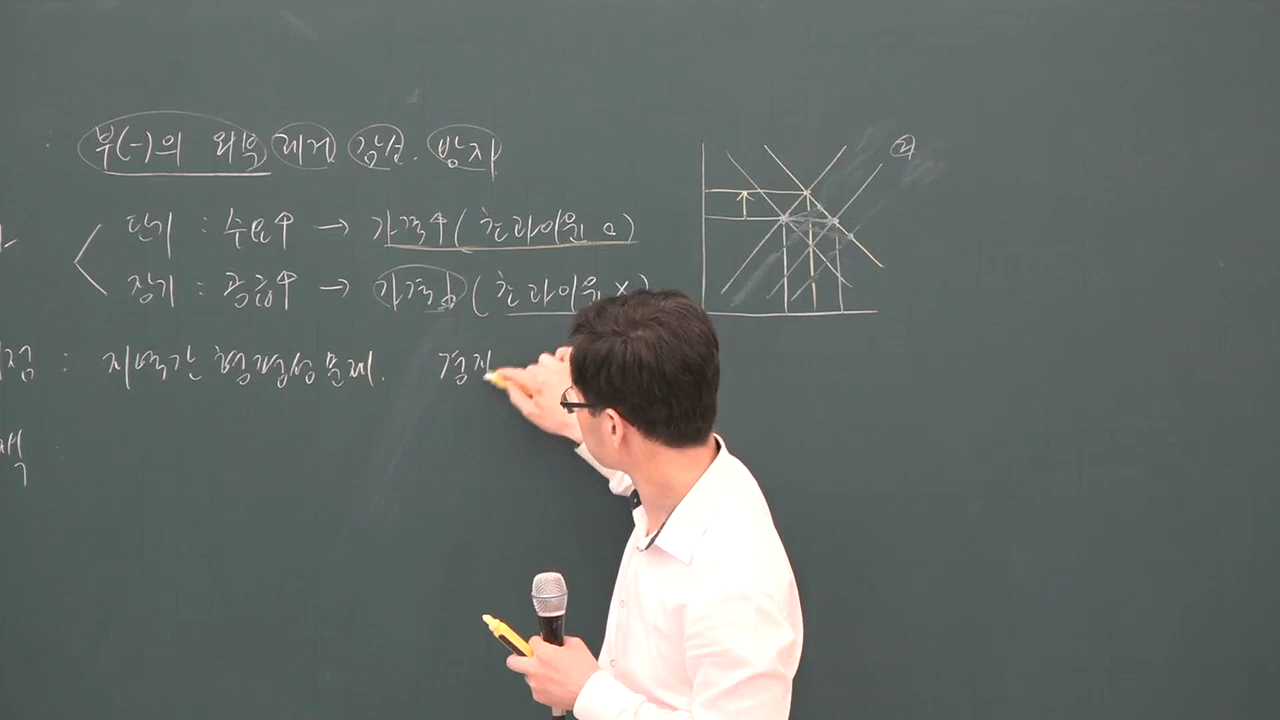 : 부(-)의 외부 제거 감소. 방지
단기 : 수요↑ → 가격↑ (초과이윤 o)
장기 : 공급↑ → 가격↓ (초과이윤 x)
점 : 지역간 형평성 문제. 경제
책 :